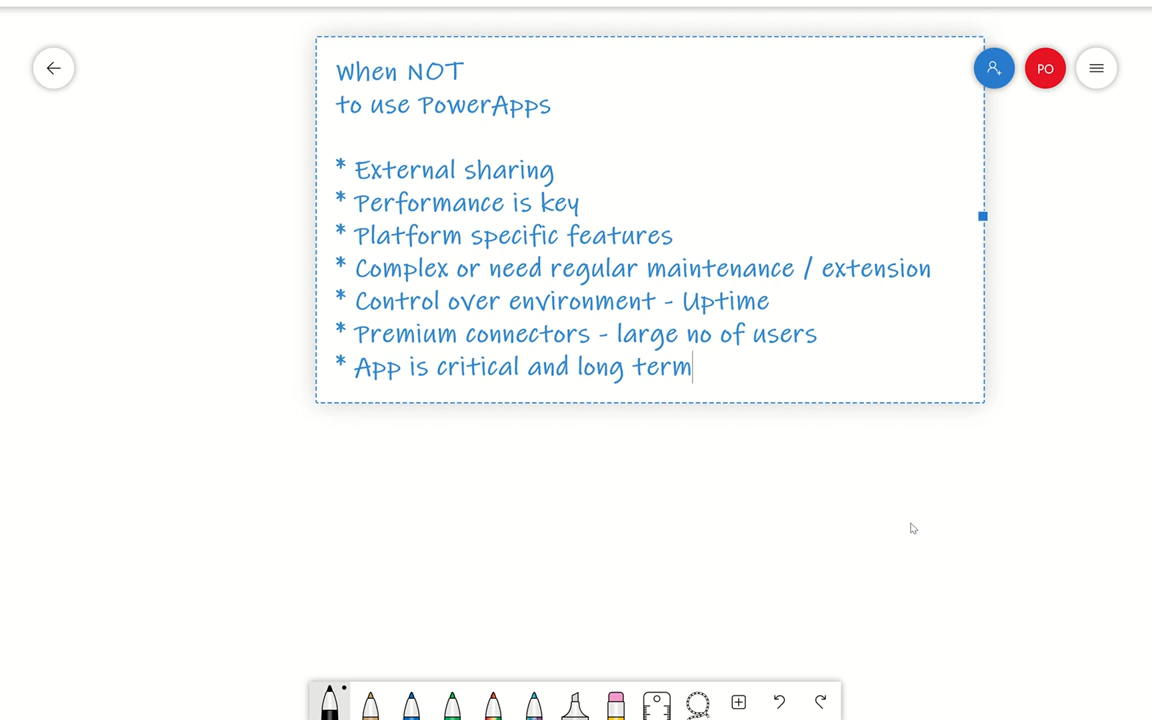 When NOT
to use PowerApps
* External sharing
* Performance is key
* Platform specific features
* Complex or need regular maintenance / extension
* Control over environment - Uptime
* Premium connectors - large no of users
* App is critical and long term
PO